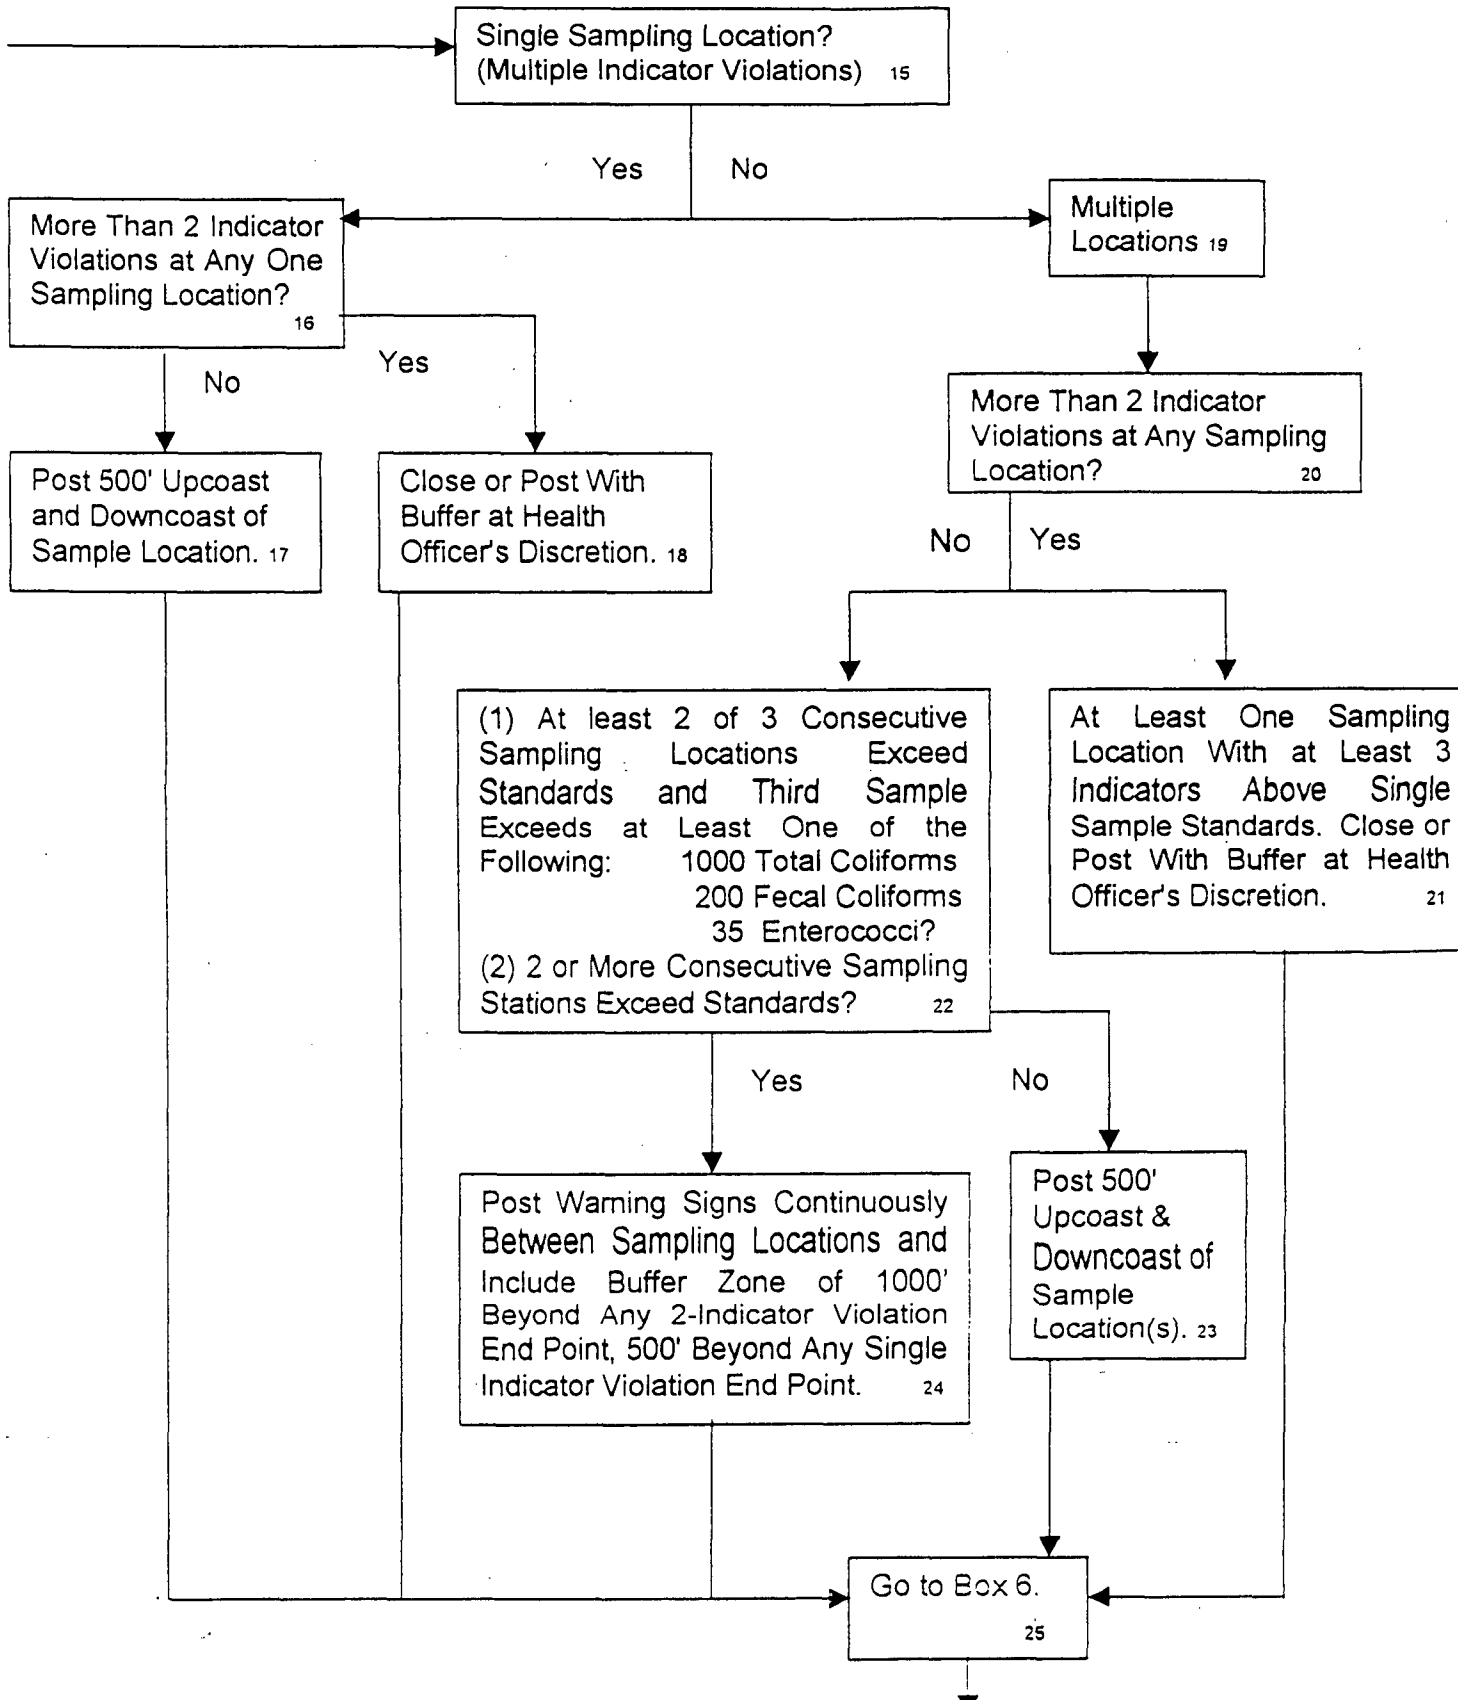 Single Sampling Location?
(Multiple Indicator Violations) 15
Yes No
More Than 2 Indicator
Violations at Any One
Sampling Location?
16
Multiple
Locations 19
No
Yes
Post 500' Upcoast
and Downcoast of
Sample Location. 17
Close or Post With
Buffer at Health
Officer's Discretion. 18
More Than 2 Indicator
Violations at Any Sampling
Location? 20
No Yes
(1) At least 2 of 3 Consecutive
Sampling Locations Exceed
Standards and Third Sample
Exceeds at Least One of the
Following: 1000 Total Coliforms
200 Fecal Coliforms
35 Enterococci?
(2) 2 or More Consecutive Sampling
Stations Exceed Standards? 22
At Least One Sampling
Location With at Least 3
Indicators Above Single
Sample Standards. Close or
Post With Buffer at Health
Officer's Discretion. 21
Yes No
Post Warning Signs Continuously
Between Sampling Locations and
Include Buffer Zone of 1000'
Beyond Any 2-Indicator Violation
End Point, 500' Beyond Any Single
Indicator Violation End Point. 24
Post 500'
Upcoast &
Downcoast of
Sample
Location(s). 23
Go to Box 6.
25